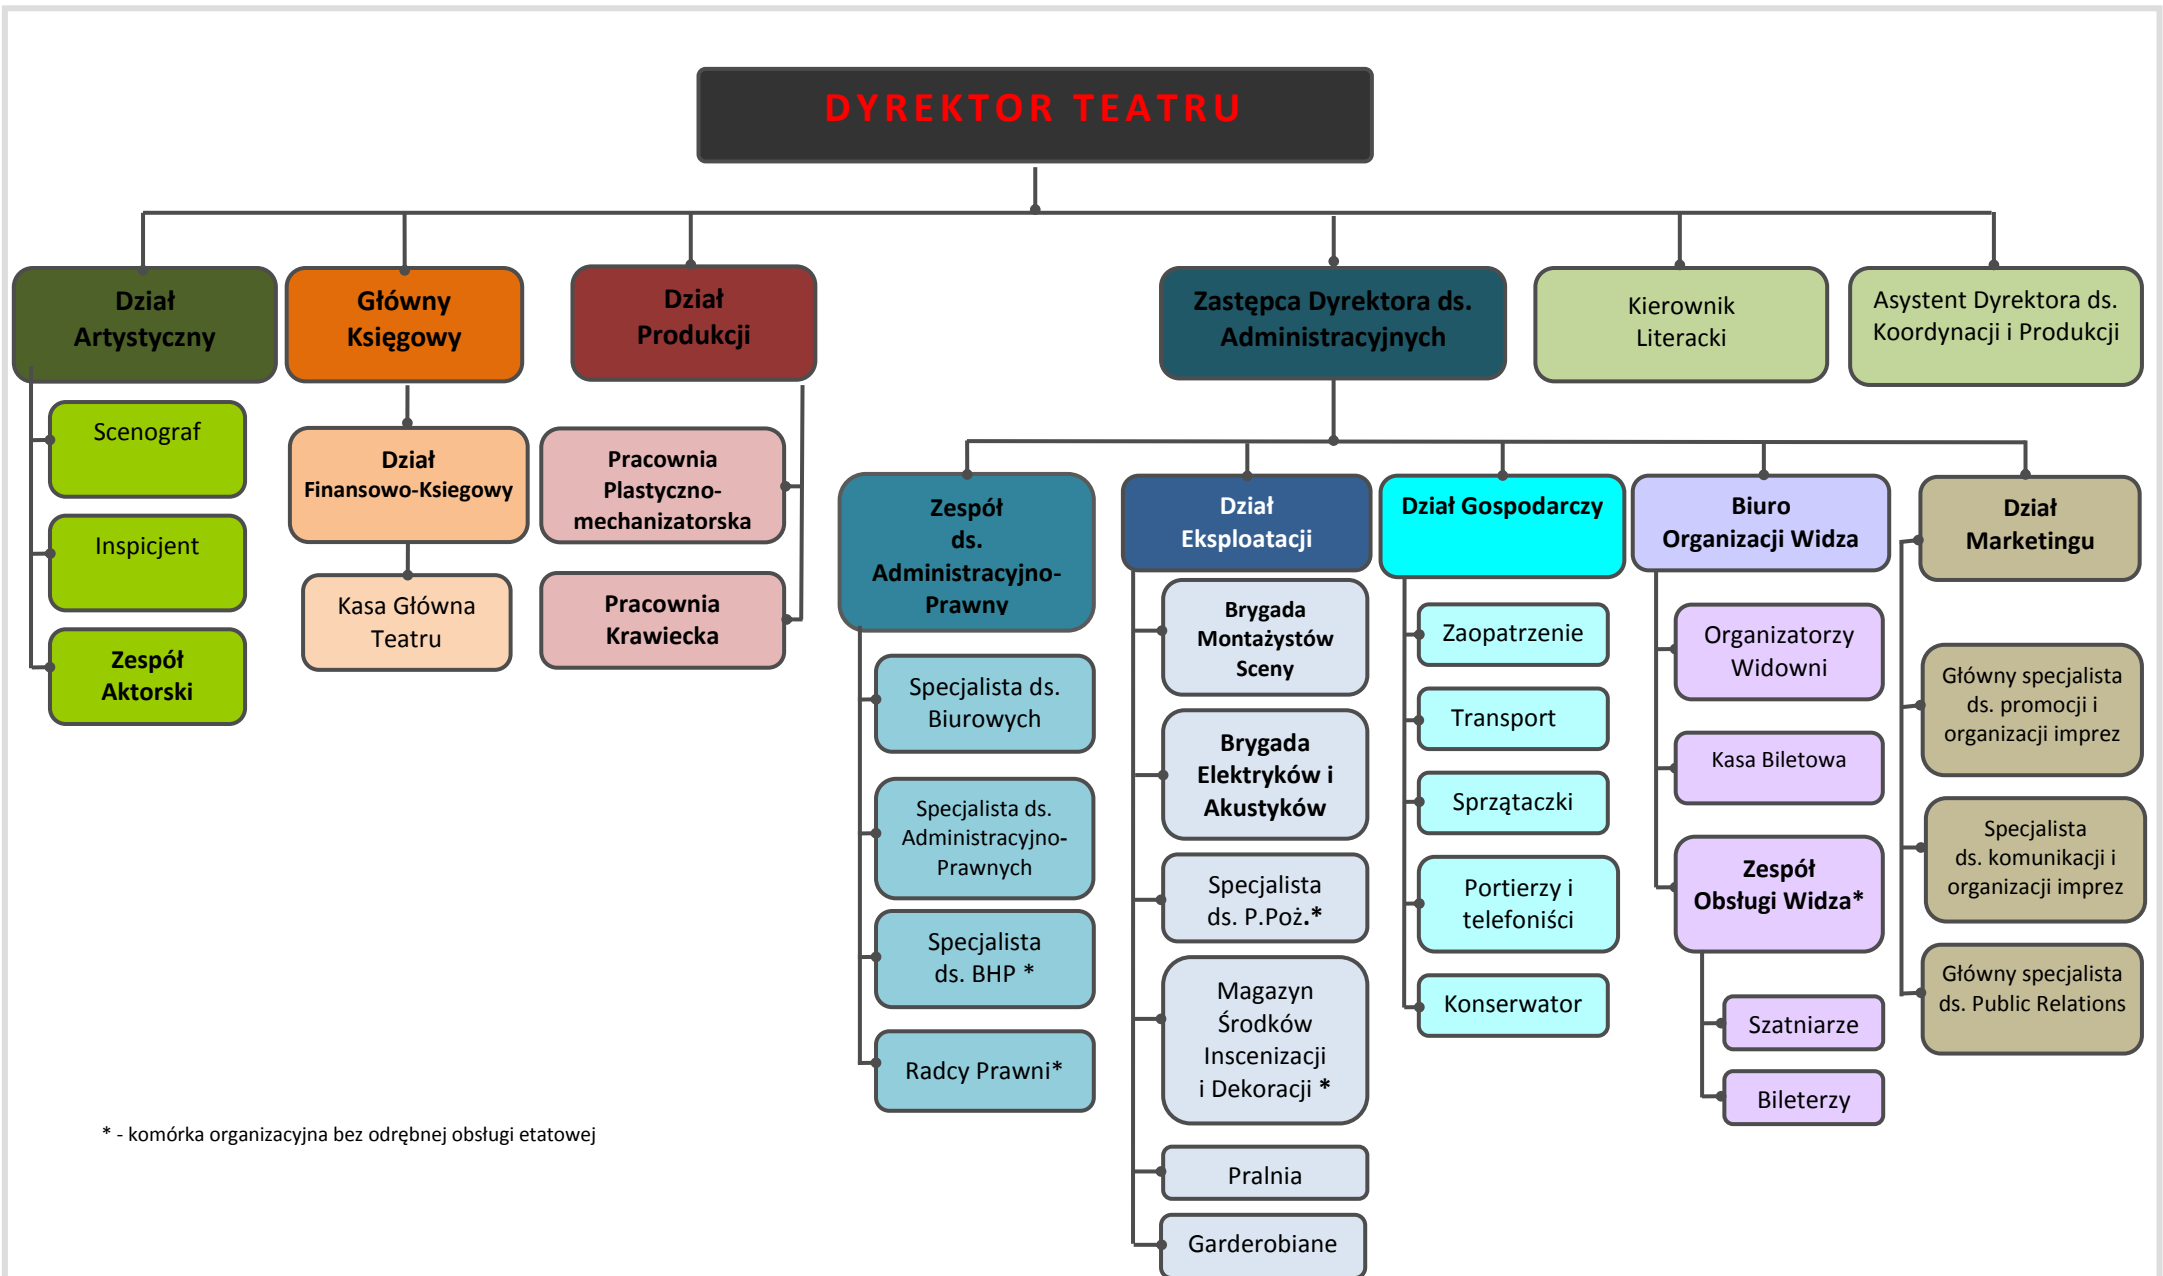 DYREKTOR TEATRU
Dział
Artystyczny
Główny
Księgowy
Dział
Produkcji
Zastępca Dyrektora ds.
Administracyjnych
Kierownik
Literacki
Asystent Dyrektora ds.
Koordynacji i Produkcji
Scenograf
Inspicjent
Zespół
Aktorski
Dział
Finansowo-Ksiegowy
Kasa Główna
Teatru
Pracownia
Plastyczno-
mechanizatorska
Pracownia
Krawiecka
Zespół
ds.
Administracyjno-
Prawny
Specjalista ds.
Biurowych
Specjalista ds.
Administracyjno-
Prawnych
Specjalista
ds. BHP *
Radcy Prawni*
Dział
Eksploatacji
Brygada
Montażystów
Sceny
Brygada
Elektryków i
Akustyków
Specjalista
ds. P.Poż.*
Magazyn
Środków
Inscenizacji
i Dekoracji *
Pralnia
Garderobiane
Dział Gospodarczy
Zaopatrzenie
Transport
Sprzątaczki
Portierzy i
telefoniści
Konserwator
Biuro
Organizacji Widza
Organizatorzy
Widowni
Kasa Biletowa
Zespół
Obsługi Widza*
Szatniarze
Bileterzy
Dział
Marketingu
Główny specjalista
ds. promocji i
organizacji imprez
Specjalista
ds. komunikacji i
organizacji imprez
Główny specjalista
ds. Public Relations
* - komórka organizacyjna bez odrębnej obsługi etatowej